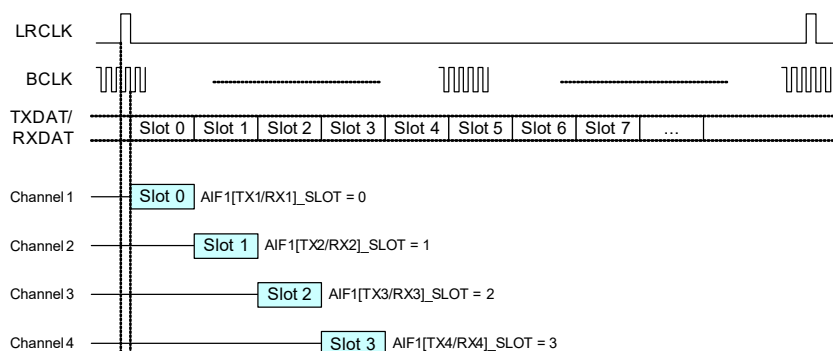 LRCLK
BCLK
TXDAT/
RXDAT
Slot 0 Slot 1 Slot 2 Slot 3 Slot 4 Slot 5 Slot 6 Slot 7 ...
Channel 1 Slot 0 AIF1[TX1/RX1]_SLOT = 0
Channel 2 Slot 1 AIF1[TX2/RX2]_SLOT = 1
Channel 3 Slot 2 AIF1[TX3/RX3]_SLOT = 2
Channel 4 Slot 3 AIF1[TX4/RX4]_SLOT = 3